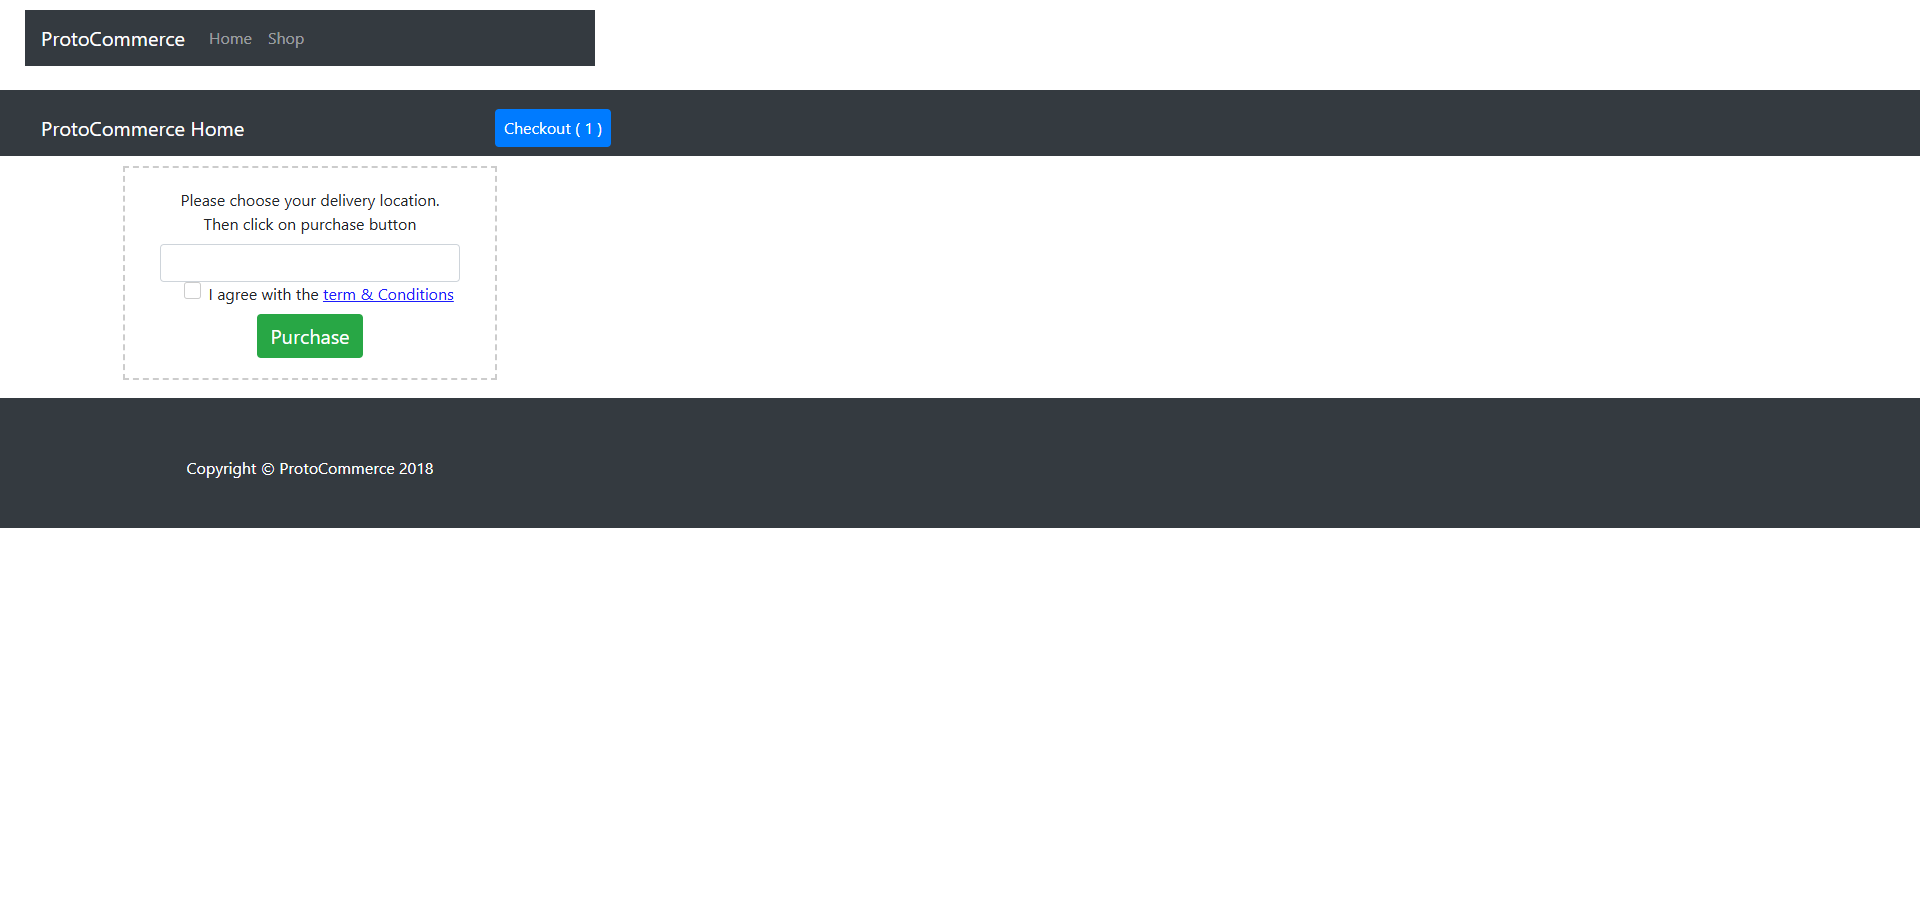 ProtoCommerce Home Shop
ProtoCommerce Home Checkout ( 1 )
Please choose your delivery location.
Then click on purchase button
I agree with the term & Conditions
Purchase
Copyright © ProtoCommerce 2018